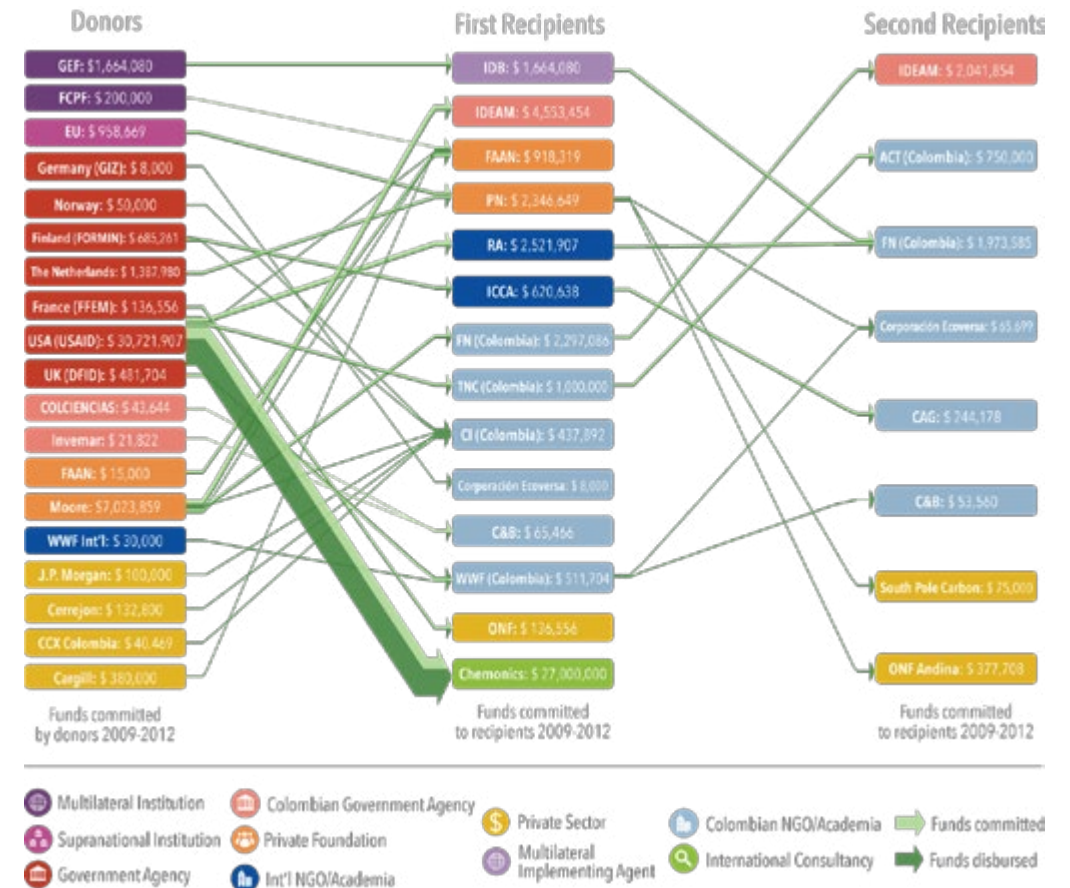 Donors
First Recipients
Second Recipients
GEF: $1,664,080
FCPF: $ 200,000
EU: $ 958,669
Germany (GIZ): $ 8,000
Norway: $ 50,000
Finland (FORMIN): $ 685,261
The Netherlands: $ 1,387,980
France (FFEM): $ 136,556
USA (USAID): $ 30,721,907
UK (DFID): $ 481,704
COLCIENCIAS: $ 43,644
Invemar: $ 21,822
FAAN: $ 15,000
Moore: $7,023,859
WWF Int'l: $ 30,000
J.P. Morgan: $ 100,000
Cerrejon: $ 132,800
CCX Colombia: $ 40,469
Cargill: $ 380,000
Funds committed
by donors 2009-2012
IDB: $ 1,664,080
IDEAM: $ 4,553,454
FAAN: $ 918,319
PN: $ 2,346,649
RA: $ 2,521,907
ICCA: $ 620,638
FN (Colombia): $ 2,297,086
TNC (Colombia): $ 1,000,000
CI (Colombia): $ 437,892
Corporación Ecoversa: $ 8,000
C&B: $ 65,466
WWF (Colombia): $ 511,704
ONF: $ 136,556
Chemonics: $ 27,000,000
Funds committed
to recipients 2009-2012
IDEAM: $ 2,041,854
ACT (Colombia): $ 750,000
FN (Colombia): $ 1,973,585
Corporación Ecoversa: $ 65,699
CAG: $ 244,178
C&B: $ 53,560
South Pole Carbon: $ 75,000
ONF Andina: $ 377,708
Funds committed
to recipients 2009-2012
Multilateral Institution
Supranational Institution
Government Agency
Colombian Government Agency
Private Foundation
Int'l NGO/Academia
Private Sector
Multilateral
Implementing Agent
Colombian NGO/Academia
International Consultancy
Funds committed
Funds disbursed